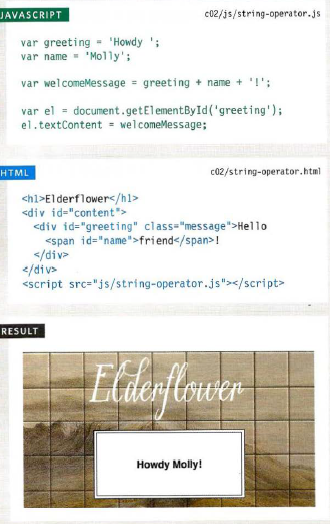 JAVASCRIPT c02/js/string-operator.js
var greeting = 'Howdy ';
var name = 'Molly';
var welcomeMessage = greeting + name + '!';
var el = document.getElementById('greeting');
el.textContent = welcomeMessage;
HTML c02/string-operator.html
<h1>Elderflower</h1>
<div id="content">
<div id="greeting" class="message">Hello
<span id="name">friend</span>!
</div>
</div>
<script src="js/string-operator.js"></script>
RESULT
Elderflower
Howdy Molly!